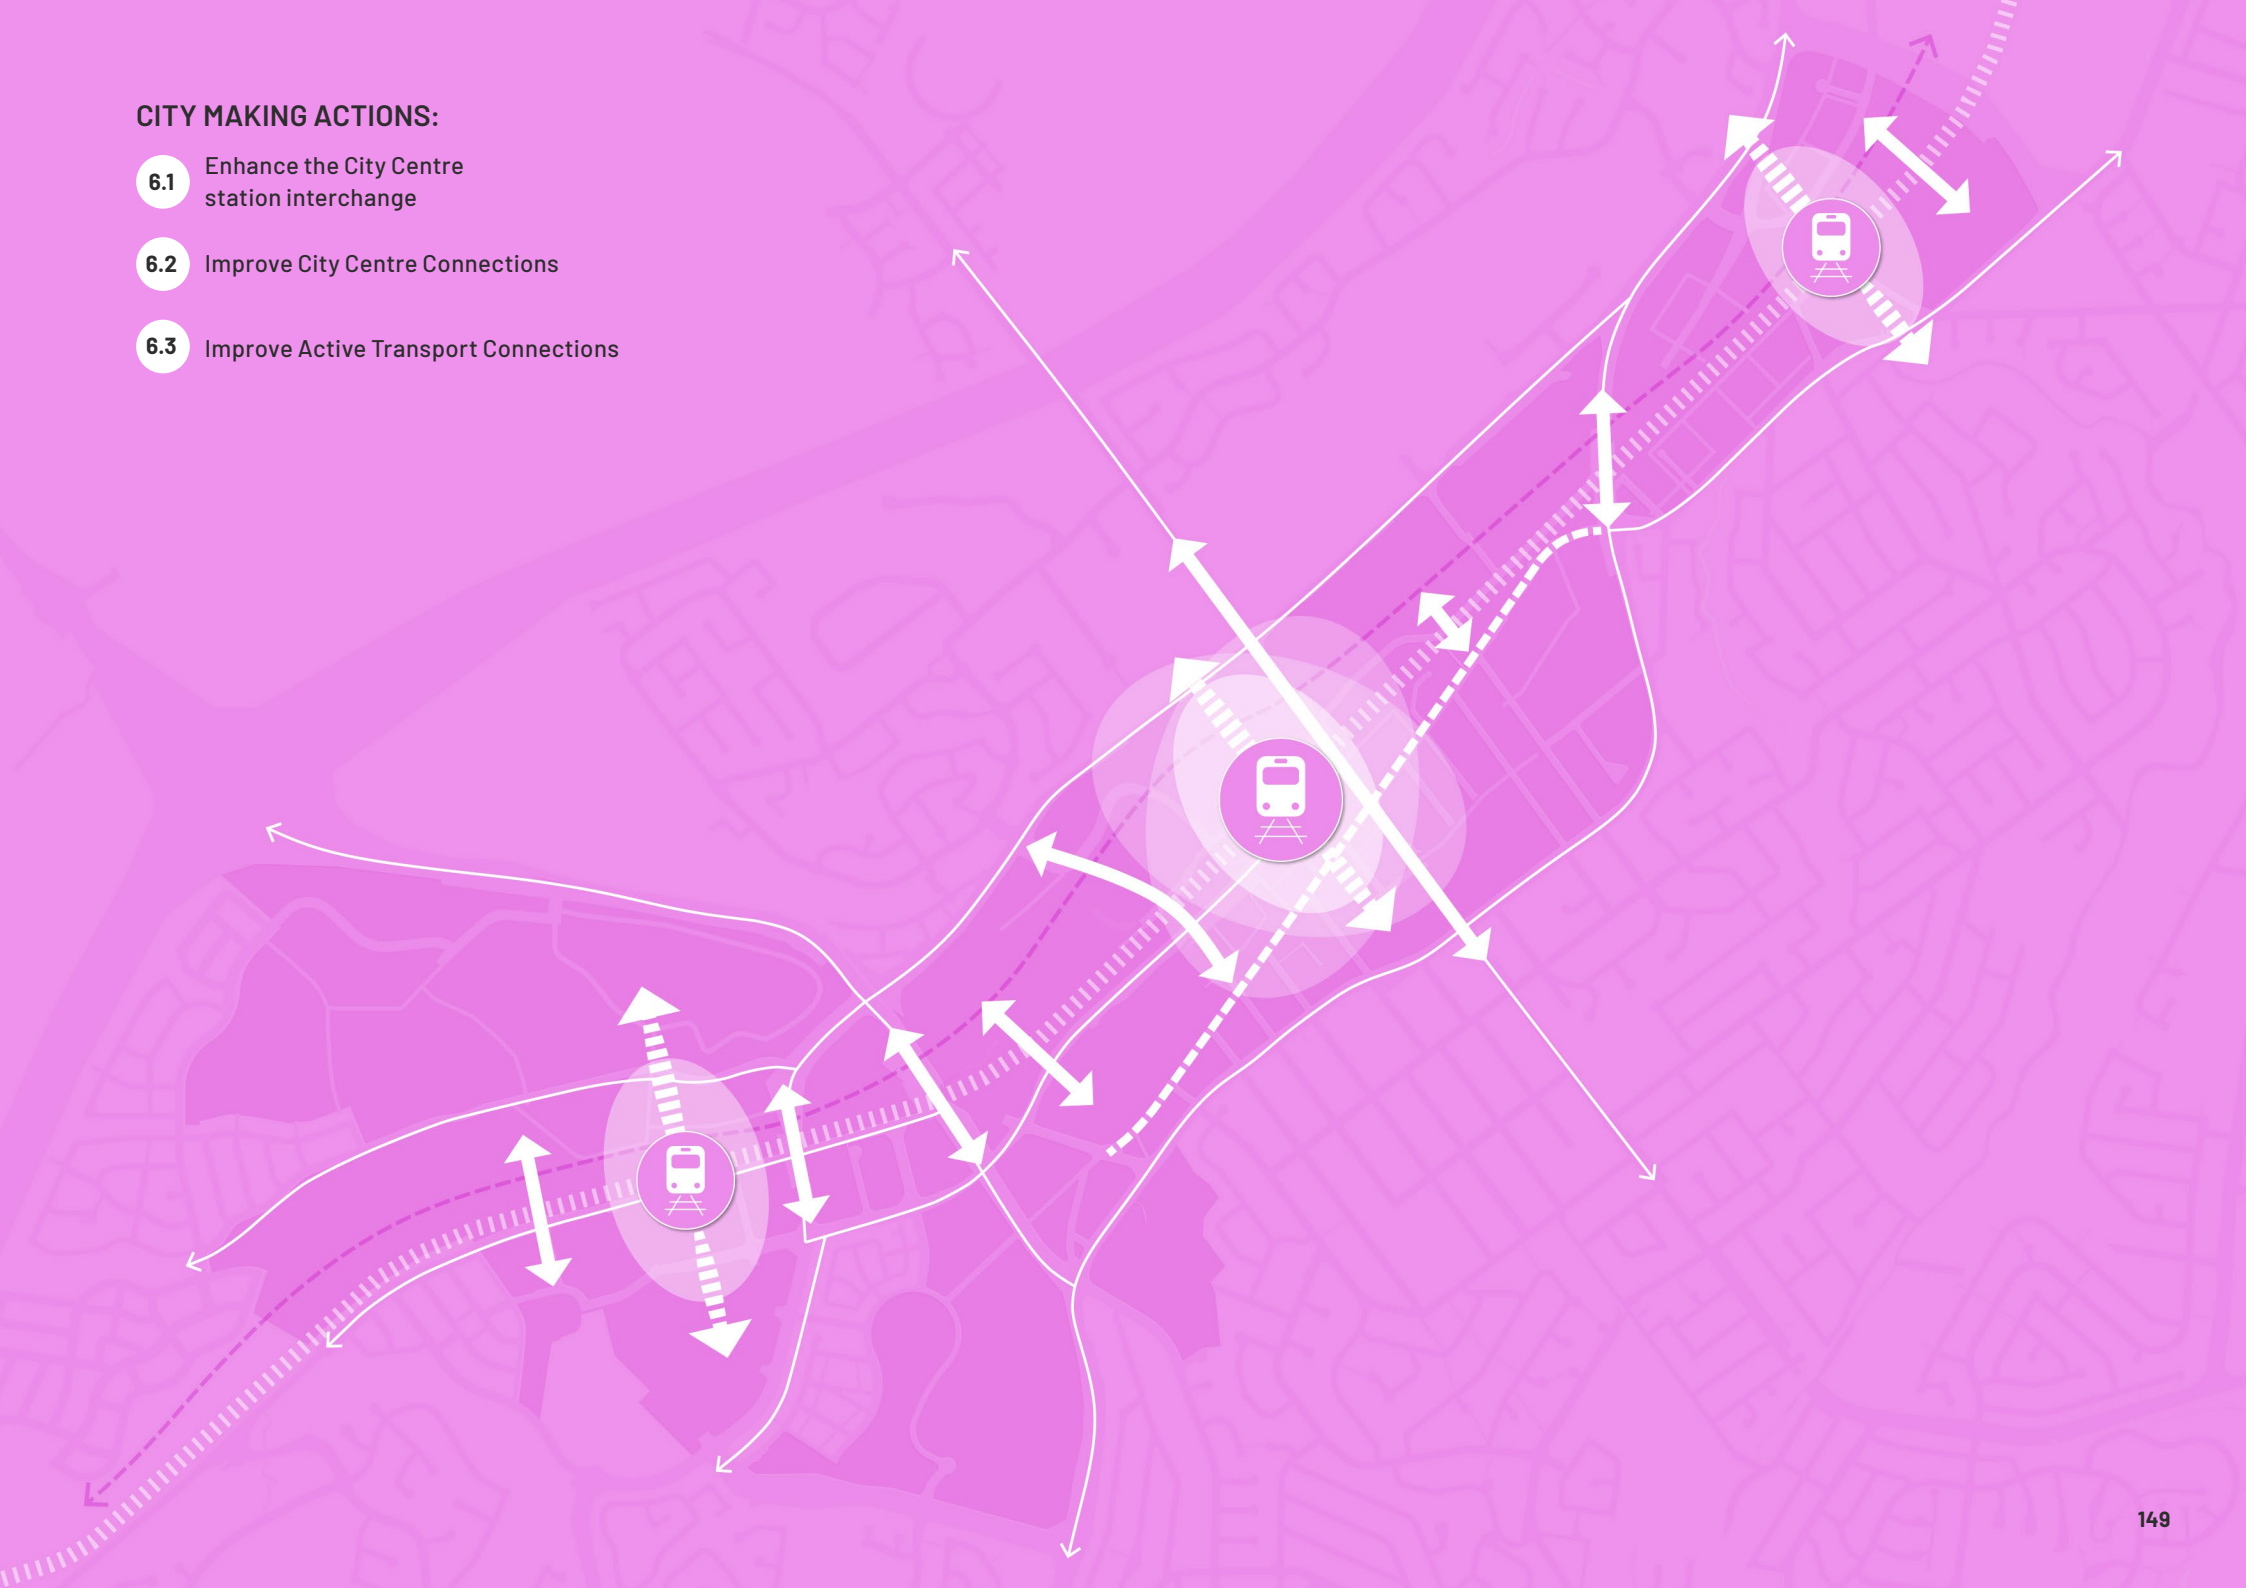 CITY MAKING ACTIONS:
6.1
Enhance the City Centre
station interchange
6.2
Improve City Centre Connections
6.3
Improve Active Transport Connections
149